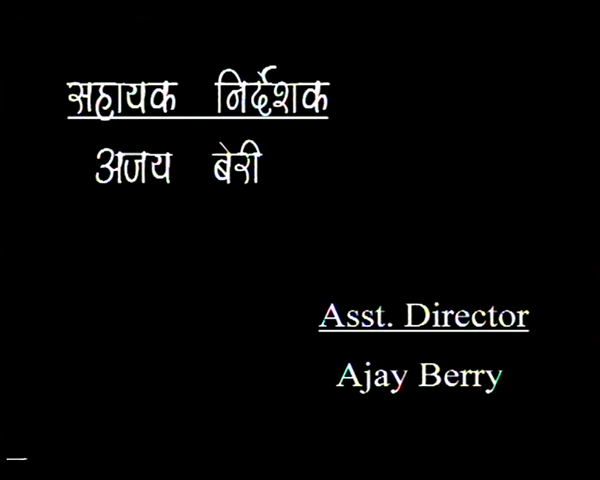 सहायक निर्देशक
अजय बेरी
Asst. Director
Ajay Berry